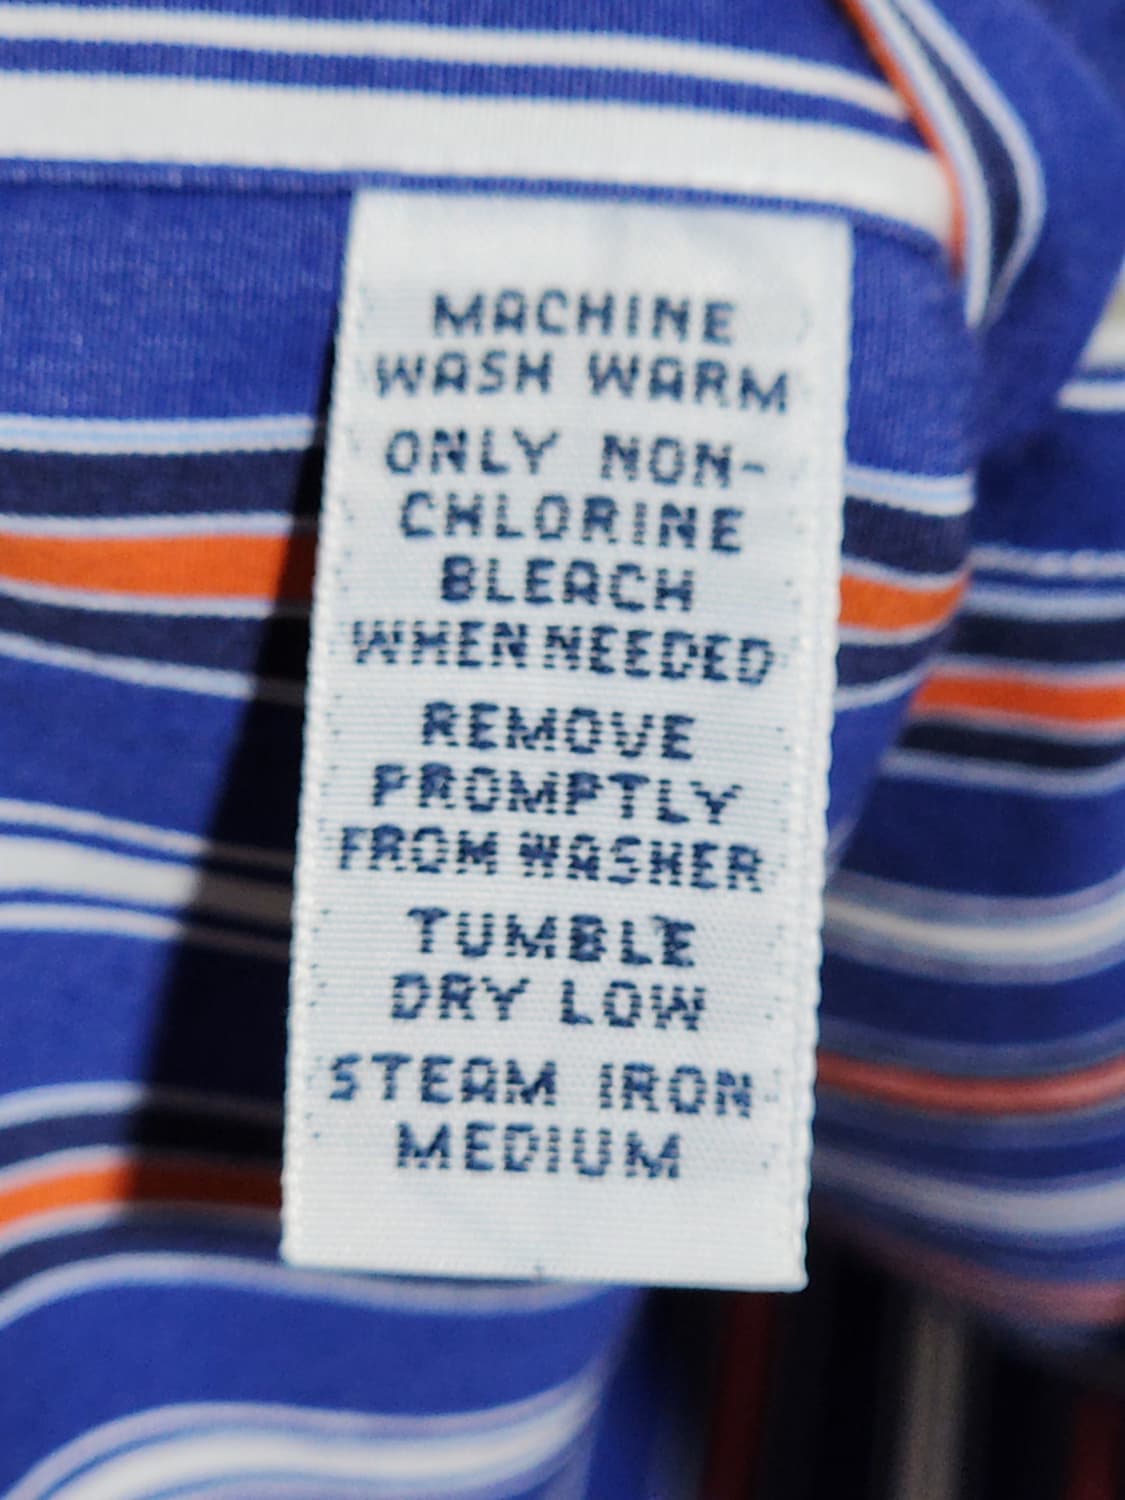 MACHINE
WASH WARM
ONLY NON-
CHLORINE
BLEACH
WHEN NEEDED
REMOVE
PROMPTLY
FROM WASHER
TUMBLE
DRY LOW
STEAM IRON
MEDIUM